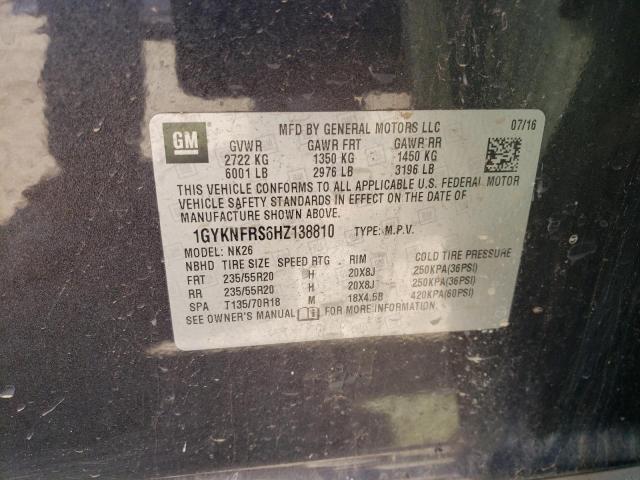 GM
MFD BY GENERAL MOTORS LLC 07/16
GVWR GAWR FRT GAWR RR
2722 KG 1350 KG 1450 KG
6001 LB 2976 LB 3196 LB
THIS VEHICLE CONFORMS TO ALL APPLICABLE U.S. FEDERAL MOTOR
VEHICLE SAFETY STANDARDS IN EFFECT ON THE DATE OF
MANUFACTURE SHOWN ABOVE.
1GYKNFRS6HZ138810 TYPE: M.P.V.
MODEL: NK26
NBHD TIRE SIZE SPEED RTG RIM COLD TIRE PRESSURE
FRT 235/55R20 H 20X8J 250KPA(36PSI)
RR 235/55R20 H 20X8J 250KPA(36PSI)
SPA T135/70R18 M 18X4.5B 420KPA(60PSI)
SEE OWNER'S MANUAL FOR MORE INFORMATION.